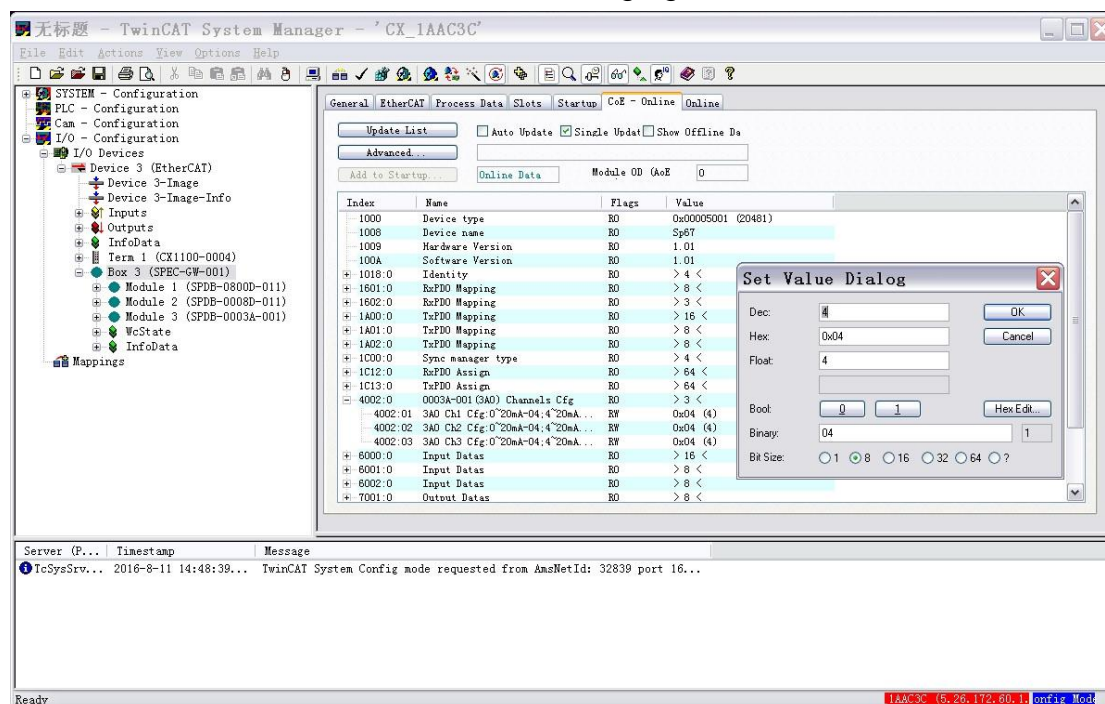 无标题 - TwinCAT System Manager - 'CX_1AAC3C'
File Edit Actions View Options Help
SYSTEM - Configuration
PLC - Configuration
Cam - Configuration
I/O - Configuration
I/O Devices
Device 3 (EtherCAT)
Device 3-Image
Device 3-Image-Info
Inputs
Outputs
InfoData
Term 1 (CX1100-0004)
Box 3 (SPEC-GW-001)
Module 1 (SPDB-0800D-011)
Module 2 (SPDB-0008D-011)
Module 3 (SPDB-0003A-001)
WcState
InfoData
Mappings
General EtherCAT Process Data Slots Startup CoE - Online Online
Update List Auto Update Single Updat Show Offline Da
Advanced...
Add to Startup... Online Data Module OD (AoE 0
Index Name Flags Value
1000 Device type RO 0x00005001 (20481)
1008 Device name RO Sp67
1009 Hardware Version RO 1.01
100A Software Version RO 1.01
1018:0 Identity RO > 4 <
1601:0 RxPDO Mapping RO > 8 <
1602:0 RxPDO Mapping RO > 3 <
1A00:0 TxPDO Mapping RO > 16 <
1A01:0 TxPDO Mapping RO > 8 <
1A02:0 TxPDO Mapping RO > 8 <
1C00:0 Sync manager type RO > 4 <
1C12:0 RxPDO Assign RO > 64 <
1C13:0 TxPDO Assign RO > 64 <
4002:0 0003A-001(3AO) Channels Cfg RO > 3 <
4002:01 3AO Ch1 Cfg:0~20mA-04;4~20mA... RW 0x04 (4)
4002:02 3AO Ch2 Cfg:0~20mA-04;4~20mA... RW 0x04 (4)
4002:03 3AO Ch3 Cfg:0~20mA-04;4~20mA... RW 0x04 (4)
6000:0 Input Datas RO > 16 <
6001:0 Input Datas RO > 8 <
6002:0 Input Datas RO > 8 <
7001:0 Output Datas RO > 8 <
Set Value Dialog
Dec: 4 OK
Hex: 0x04 Cancel
Float: 4
Bool: 0 1 Hex Edit...
Binary: 04 1
Bit Size: 1 8 16 32 64 ?
Server (P... Timestamp Message
TcSysSrv... 2016-8-11 14:48:39... TwinCAT System Config mode requested from AmsNetId: 32839 port 16...
Ready 1AAC3C (5.26.172.60.1. onfig Mode